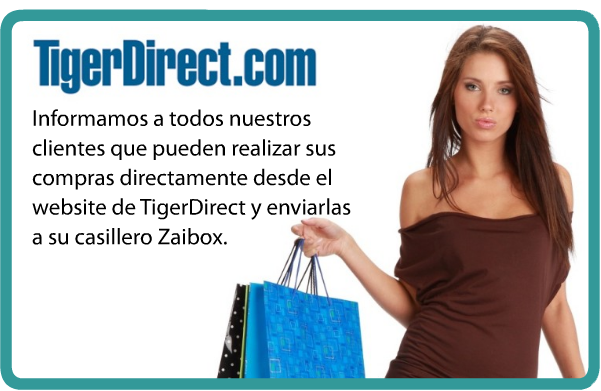 TigerDirect.com
Informamos a todos nuestros
clientes que pueden realizar sus
compras directamente desde el
website de TigerDirect y enviarlas
a su casillero Zaibox.